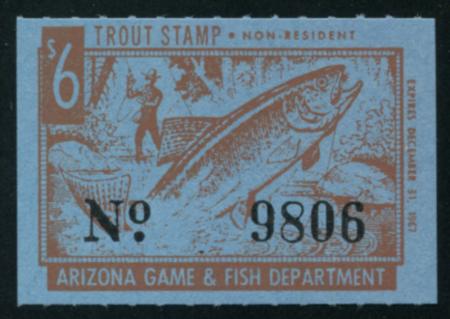 $6
TROUT STAMP • NON-RESIDENT
EXPIRES DECEMBER 31 1967
Nº 9806
ARIZONA GAME & FISH DEPARTMENT